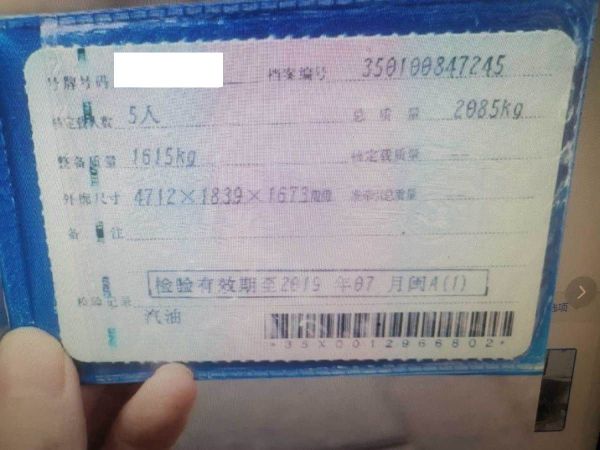 号牌号码 档案编号 350100847245
核定载人数 5人 总质量 2085kg
整备质量 1615kg 核定载质量 --
外廓尺寸 4712×1839×1673mm 准牵引总质量 --
备注
检验有效期至2019年07月闽A(1)
检验记录
汽油
*35X0012966802*